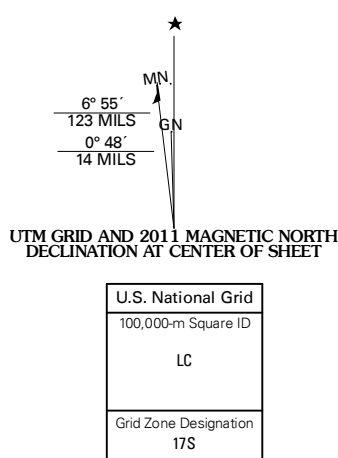 MN.
6° 55´
123 MILS
GN
0° 48´
14 MILS
UTM GRID AND 2011 MAGNETIC NORTH
DECLINATION AT CENTER OF SHEET
U.S. National Grid
100,000-m Square ID
LC
Grid Zone Designation
17S